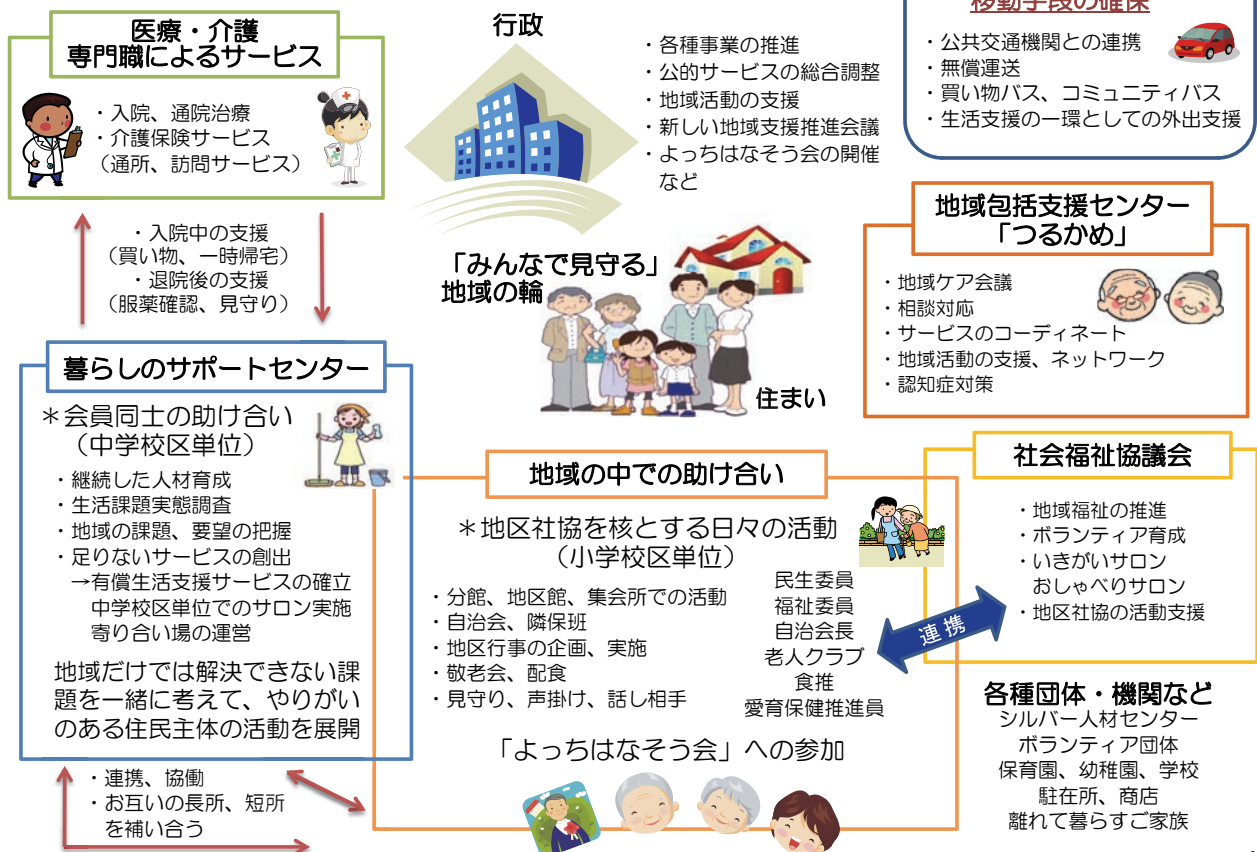 医療・介護
専門職によるサービス
・入院、通院治療
・介護保険サービス
（通所、訪問サービス）
行政
・各種事業の推進
・公的サービスの総合調整
・地域活動の支援
・新しい地域支援推進会議
・よっちはなそう会の開催
など
移動手段の確保
・公共交通機関との連携
・無償運送
・買い物バス、コミュニティバス
・生活支援の一環としての外出支援
・入院中の支援
（買い物、一時帰宅）
・退院後の支援
（服薬確認、見守り）
「みんなで見守る」
地域の輪
住まい
地域包括支援センター
「つるかめ」
・地域ケア会議
・相談対応
・サービスのコーディネート
・地域活動の支援、ネットワーク
・認知症対策
暮らしのサポートセンター
＊会員同士の助け合い
（中学校区単位）
・継続した人材育成
・生活課題実態調査
・地域の課題、要望の把握
・足りないサービスの創出
→有償生活支援サービスの確立
中学校区単位でのサロン実施
寄り合い場の運営
地域だけでは解決できない課
題を一緒に考えて、やりがい
のある住民主体の活動を展開
・連携、協働
・お互いの長所、短所
を補い合う
地域の中での助け合い
＊地区社協を核とする日々の活動
（小学校区単位）
・分館、地区館、集会所での活動
・自治会、隣保班
・地区行事の企画、実施
・敬老会、配食
・見守り、声掛け、話し相手
民生委員
福祉委員
自治会長
老人クラブ
食推
愛育保健推進員
「よっちはなそう会」への参加
連携
社会福祉協議会
・地域福祉の推進
・ボランティア育成
・いきがいサロン
おしゃべりサロン
・地区社協の活動支援
各種団体・機関など
シルバー人材センター
ボランティア団体
保育園、幼稚園、学校
駐在所、商店
離れて暮らすご家族